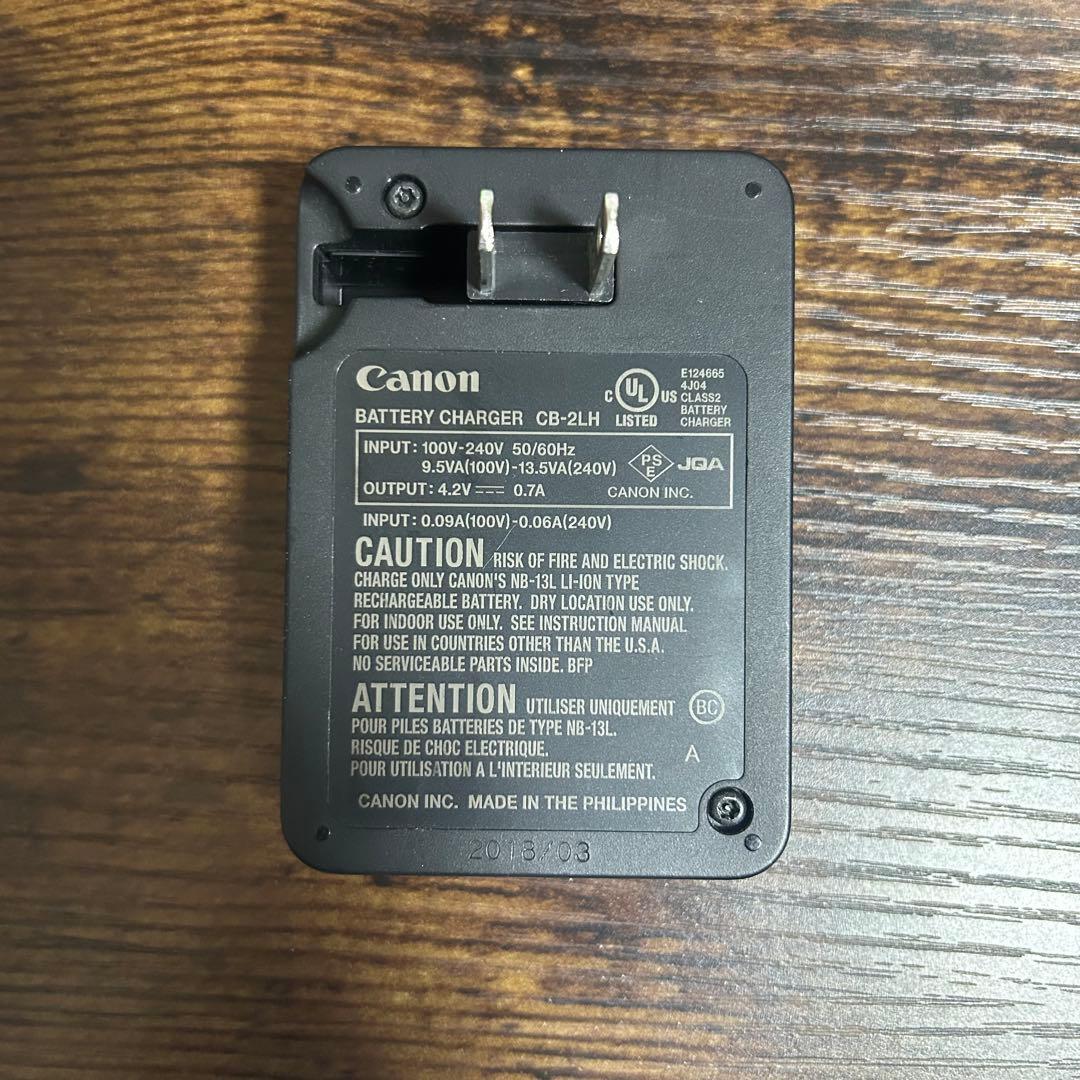 Canon
BATTERY CHARGER CB-2LH
C UL US
LISTED
E124665
4J04
CLASS2
BATTERY
CHARGER
INPUT: 100V-240V 50/60Hz
9.5VA(100V)-13.5VA(240V)
OUTPUT: 4.2V ⎓ 0.7A
PS
E
JQA
CANON INC.
INPUT: 0.09A(100V)-0.06A(240V)
CAUTION RISK OF FIRE AND ELECTRIC SHOCK.
CHARGE ONLY CANON'S NB-13L LI-ION TYPE
RECHARGEABLE BATTERY. DRY LOCATION USE ONLY.
FOR INDOOR USE ONLY. SEE INSTRUCTION MANUAL
FOR USE IN COUNTRIES OTHER THAN THE U.S.A.
NO SERVICEABLE PARTS INSIDE. BFP
ATTENTION UTILISER UNIQUEMENT
POUR PILES BATTERIES DE TYPE NB-13L.
RISQUE DE CHOC ELECTRIQUE.
POUR UTILISATION A L'INTERIEUR SEULEMENT.
BC
A
CANON INC. MADE IN THE PHILIPPINES
2018/03